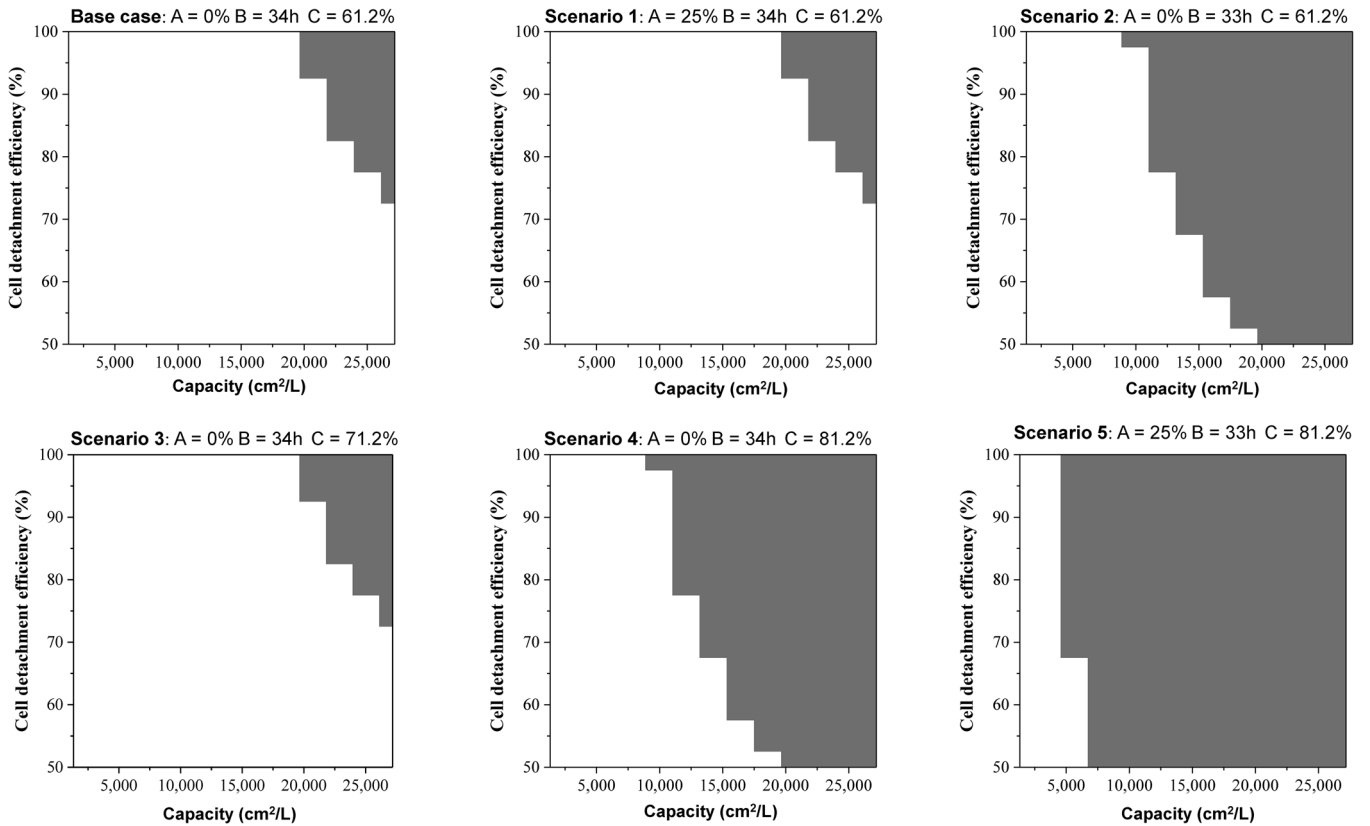 Base case: A = 0% B = 34h C = 61.2%
100
90
80
70
60
50
Cell detachment efficiency (%)
5,000 10,000 15,000 20,000 25,000
Capacity (cm²/L)
Scenario 1: A = 25% B = 34h C = 61.2%
100
90
80
70
60
50
Cell detachment efficiency (%)
5,000 10,000 15,000 20,000 25,000
Capacity (cm²/L)
Scenario 2: A = 0% B = 33h C = 61.2%
100
90
80
70
60
50
Cell detachment efficiency (%)
5,000 10,000 15,000 20,000 25,000
Capacity (cm²/L)
Scenario 3: A = 0% B = 34h C = 71.2%
100
90
80
70
60
50
Cell detachment efficiency (%)
5,000 10,000 15,000 20,000 25,000
Capacity (cm²/L)
Scenario 4: A = 0% B = 34h C = 81.2%
100
90
80
70
60
50
Cell detachment efficiency (%)
5,000 10,000 15,000 20,000 25,000
Capacity (cm²/L)
Scenario 5: A = 25% B = 33h C = 81.2%
100
90
80
70
60
50
Cell detachment efficiency (%)
5,000 10,000 15,000 20,000 25,000
Capacity (cm²/L)